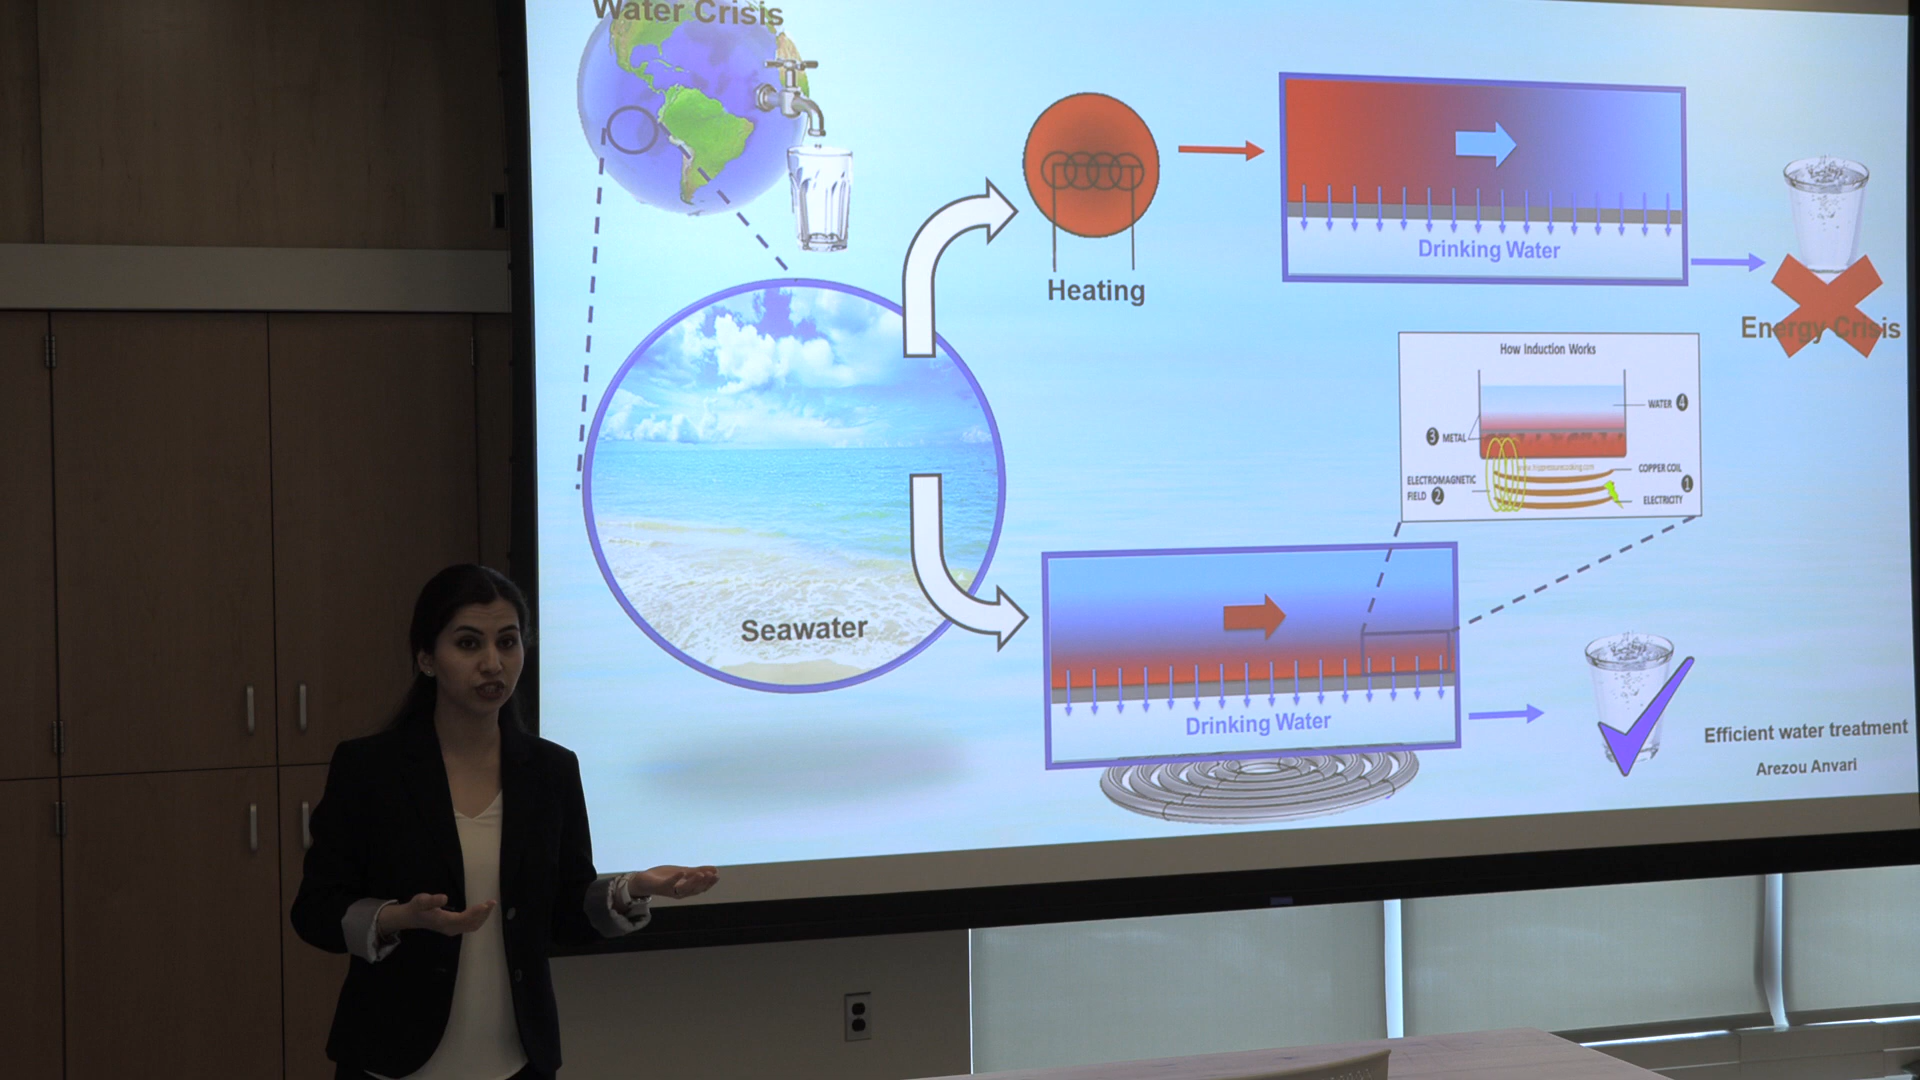 Water Crisis
Heating
Drinking Water
Energy Crisis
How Induction Works
WATER 4
3 METAL
COPPER COIL
1
ELECTROMAGNETIC
FIELD 2
ELECTRICITY
Seawater
Drinking Water
Efficient water treatment
Arezou Anvari